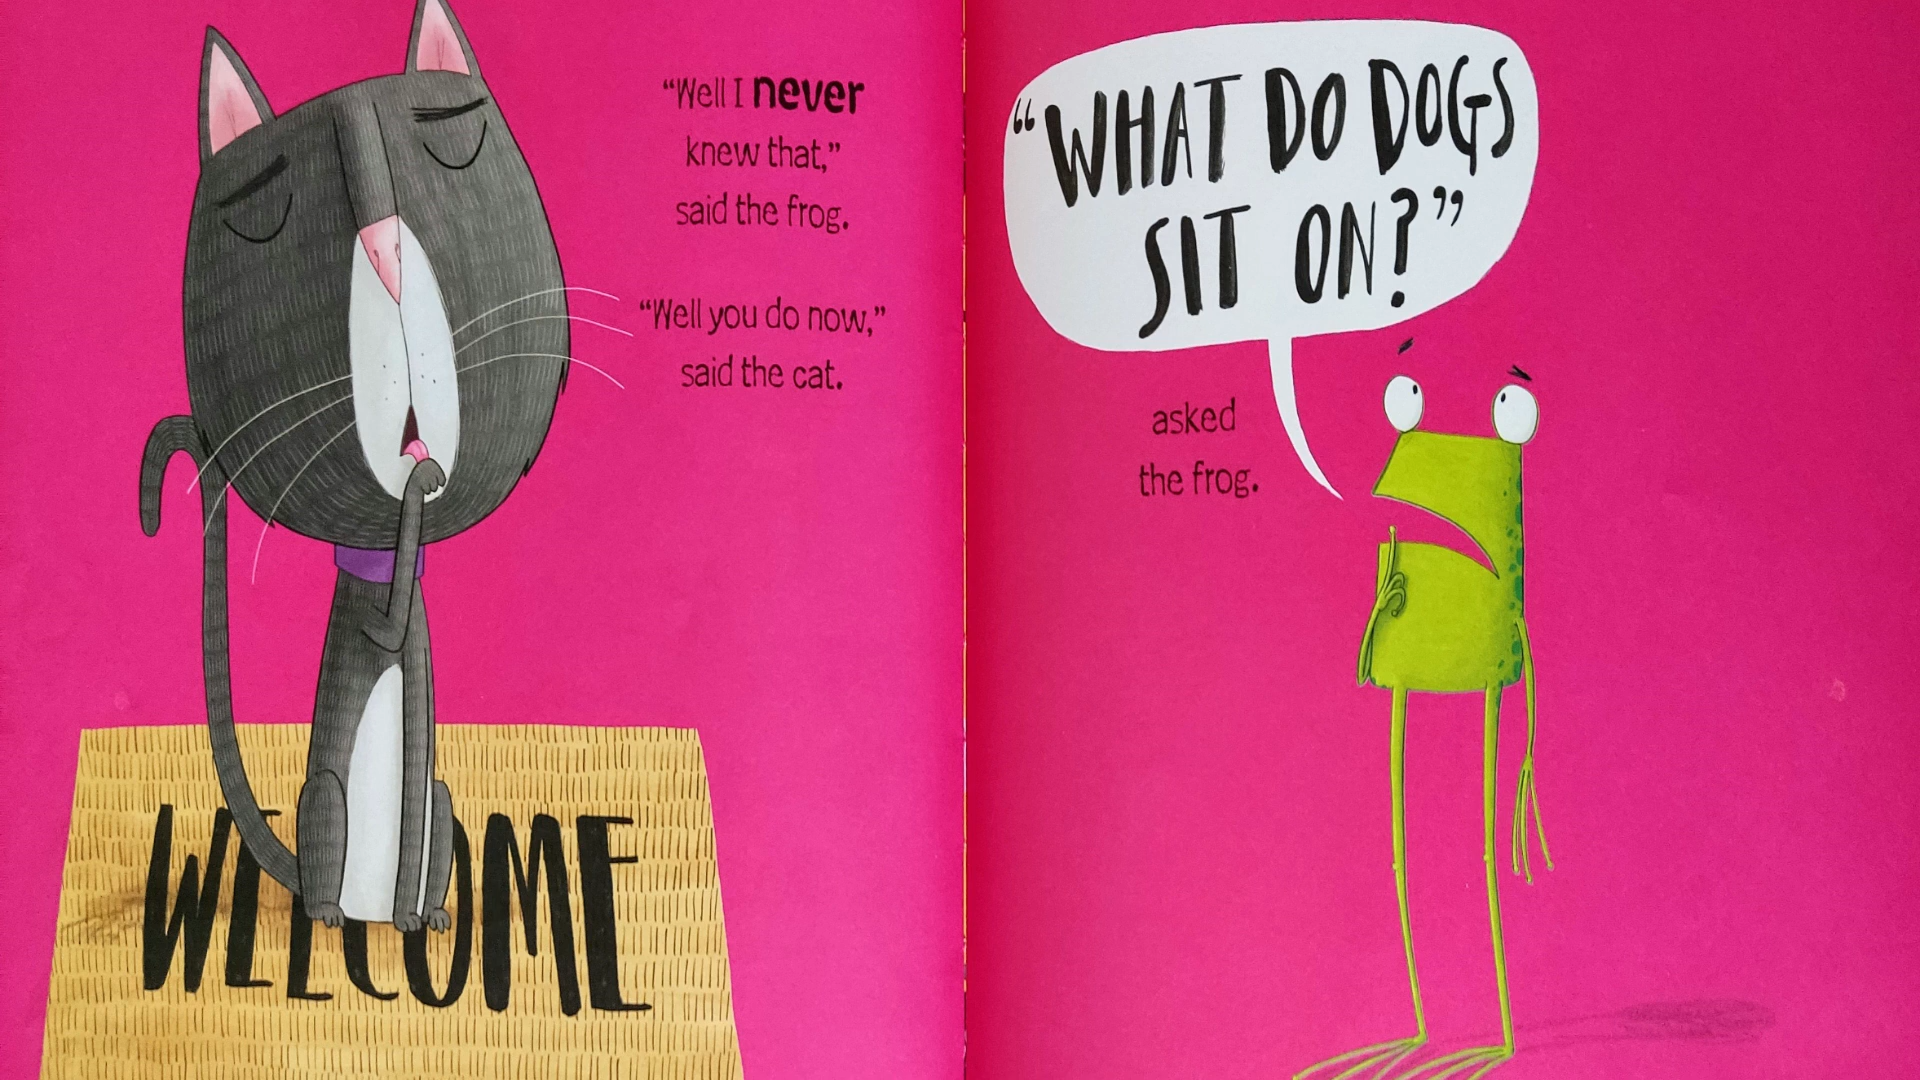 “Well I never
knew that,”
said the frog.
“Well you do now,”
said the cat.
WELCOME
“WHAT DO DOGS
SIT ON?”
asked
the frog.